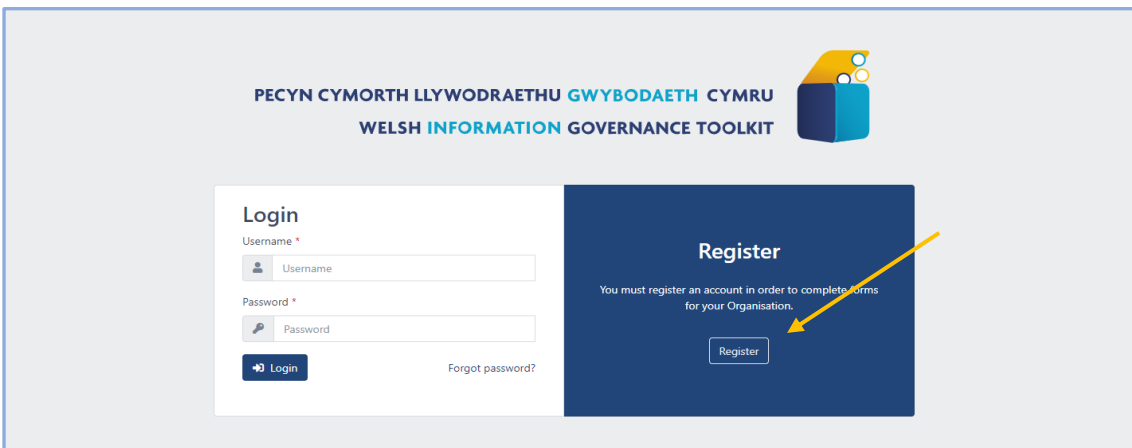 PECYN CYMORTH LLYWODRAETHU GWYBODAETH CYMRU
WELSH INFORMATION GOVERNANCE TOOLKIT
Login
Username *
Username
Password *
Password
Login
Forgot password?
Register
You must register an account in order to complete forms
for your Organisation.
Register